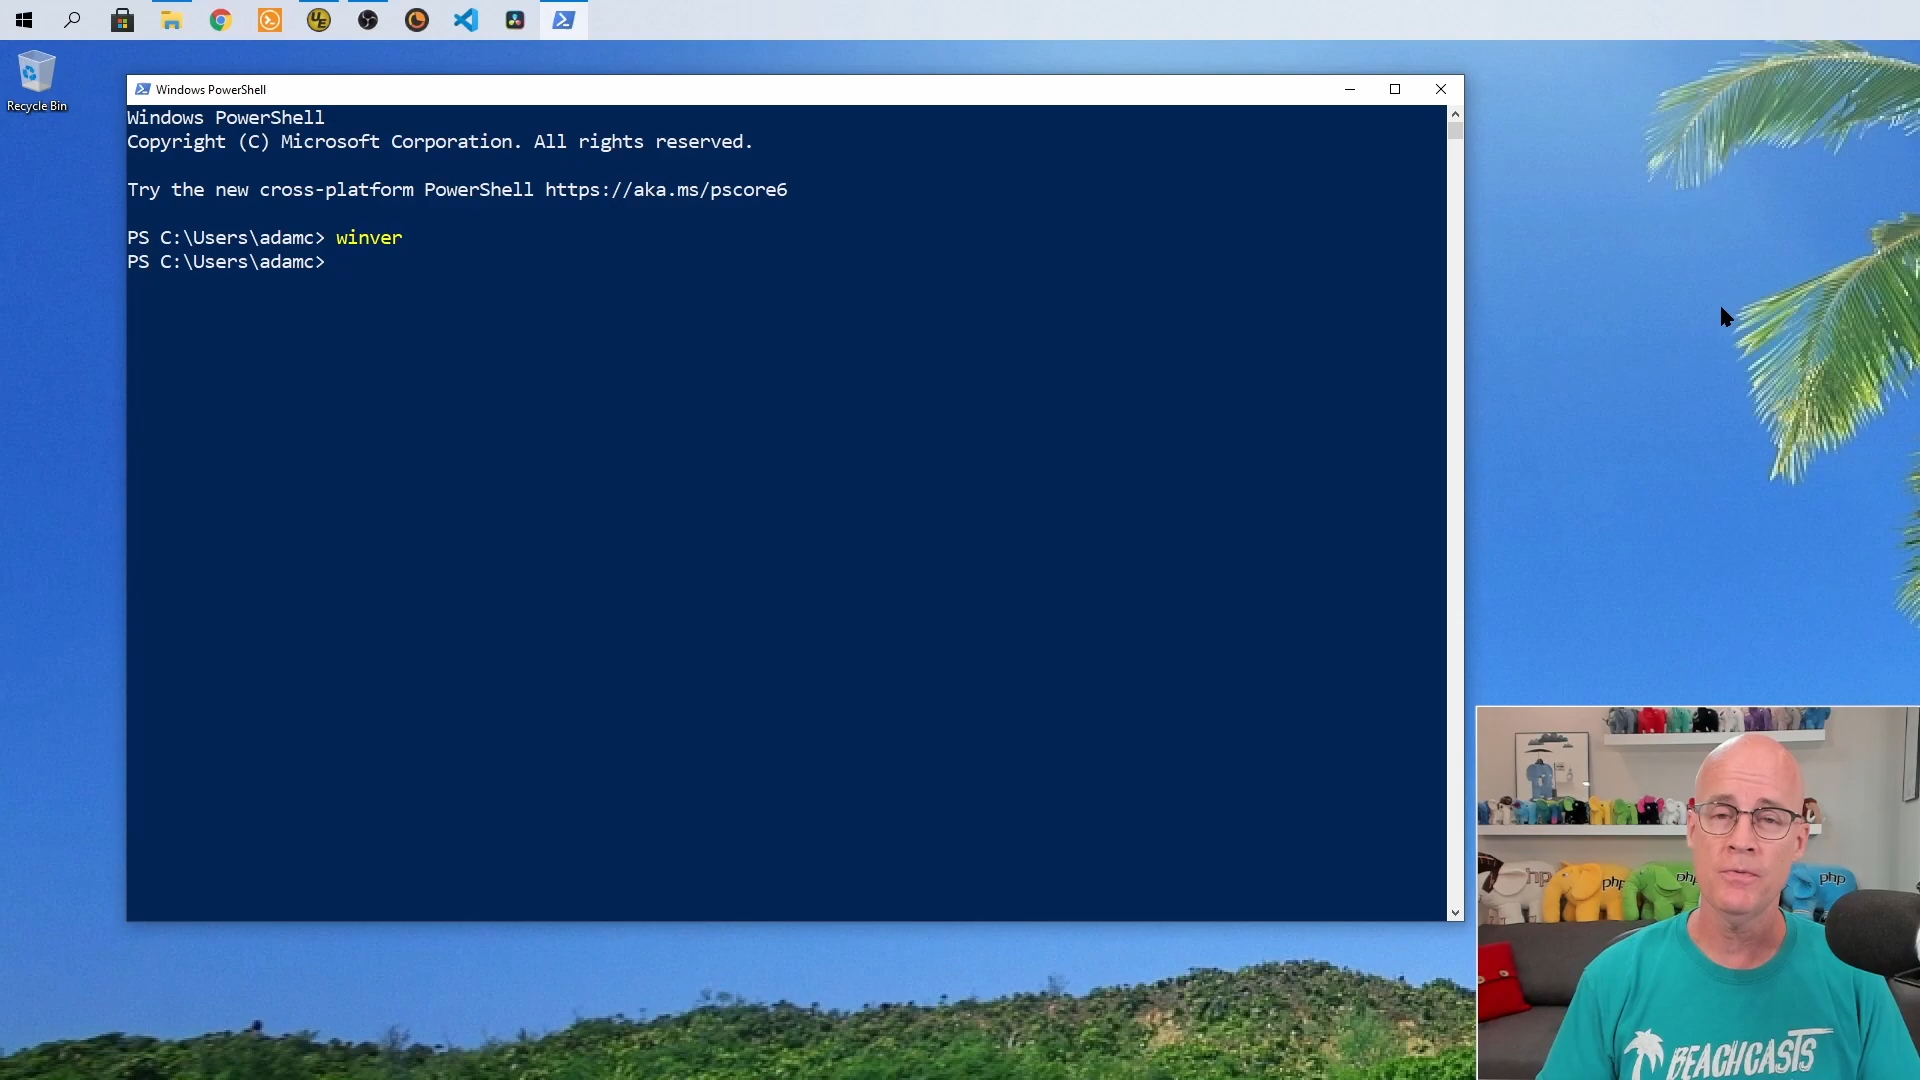 Recycle Bin
Windows PowerShell
Windows PowerShell
Copyright (C) Microsoft Corporation. All rights reserved.
Try the new cross-platform PowerShell https://aka.ms/pscore6
PS C:\Users\adamc> winver
PS C:\Users\adamc>
UE
php
php
php
BEACHCASTS